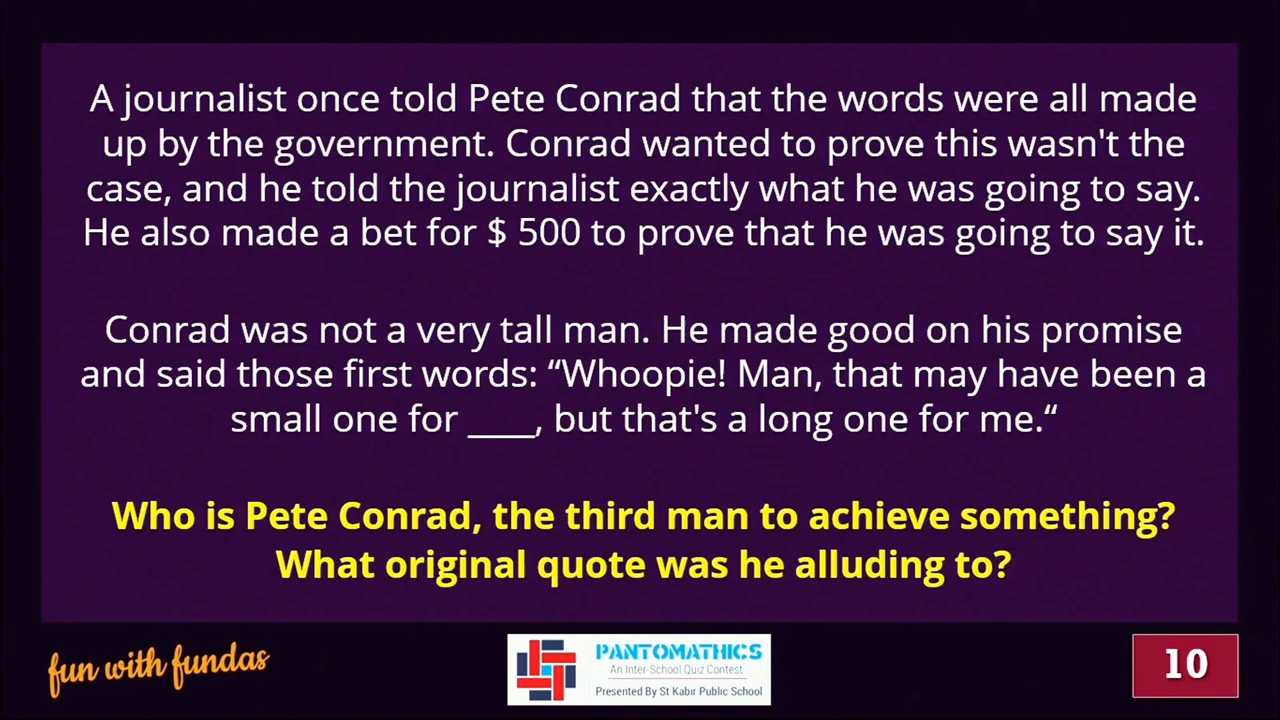 A journalist once told Pete Conrad that the words were all made
up by the government. Conrad wanted to prove this wasn't the
case, and he told the journalist exactly what he was going to say.
He also made a bet for $ 500 to prove that he was going to say it.
Conrad was not a very tall man. He made good on his promise
and said those first words: “Whoopie! Man, that may have been a
small one for ____, but that's a long one for me.“
Who is Pete Conrad, the third man to achieve something?
What original quote was he alluding to?
fun with fundas
PANTOMATHICS
An Inter-School Quiz Contest
Presented By St Kabir Public School
10